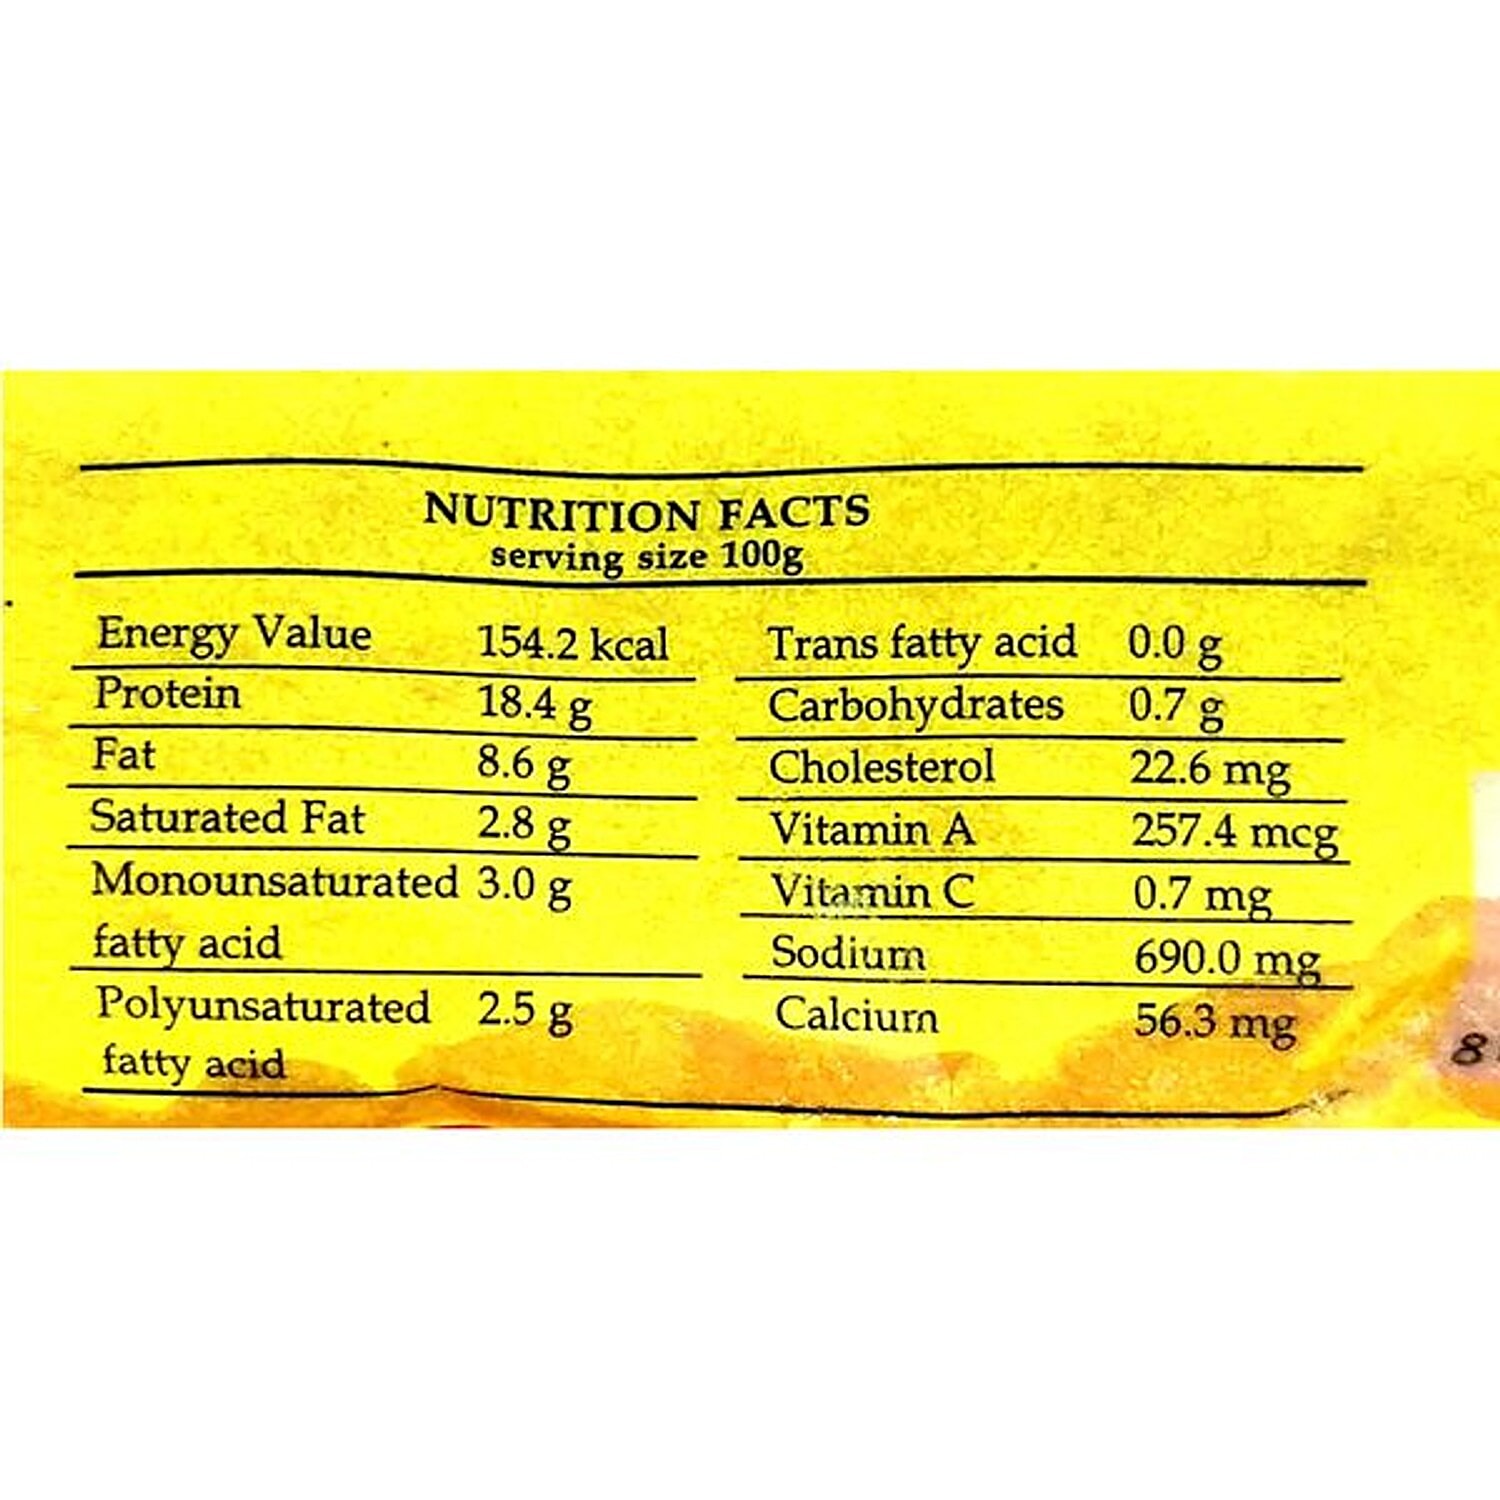 NUTRITION FACTS
serving size 100g
Energy Value 154.2 kcal
Protein 18.4 g
Fat 8.6 g
Saturated Fat 2.8 g
Monounsaturated 3.0 g
fatty acid
Polyunsaturated 2.5 g
fatty acid
Trans fatty acid 0.0 g
Carbohydrates 0.7 g
Cholesterol 22.6 mg
Vitamin A 257.4 mcg
Vitamin C 0.7 mg
Sodium 690.0 mg
Calcium 56.3 mg
8